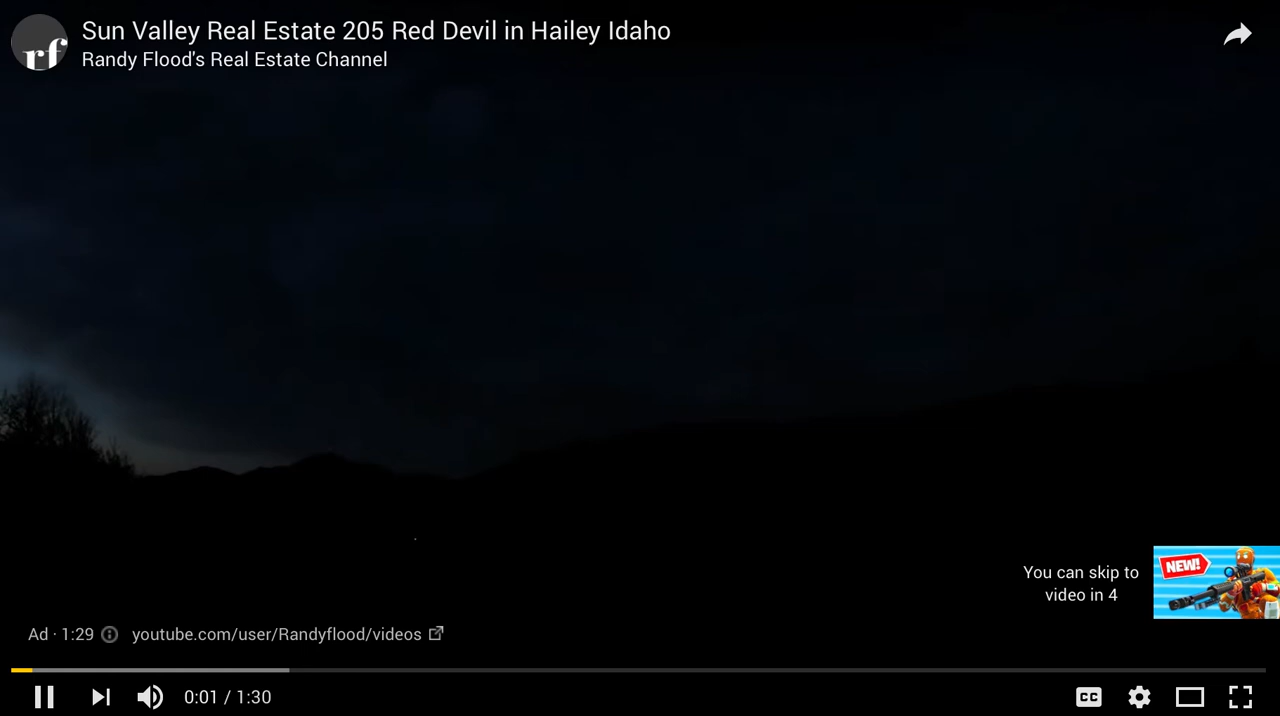 Sun Valley Real Estate 205 Red Devil in Hailey Idaho
rf
Randy Flood's Real Estate Channel
NEW!
You can skip to
video in 4
Ad · 1:29
youtube.com/user/Randyflood/videos
0:01 / 1:30
CC